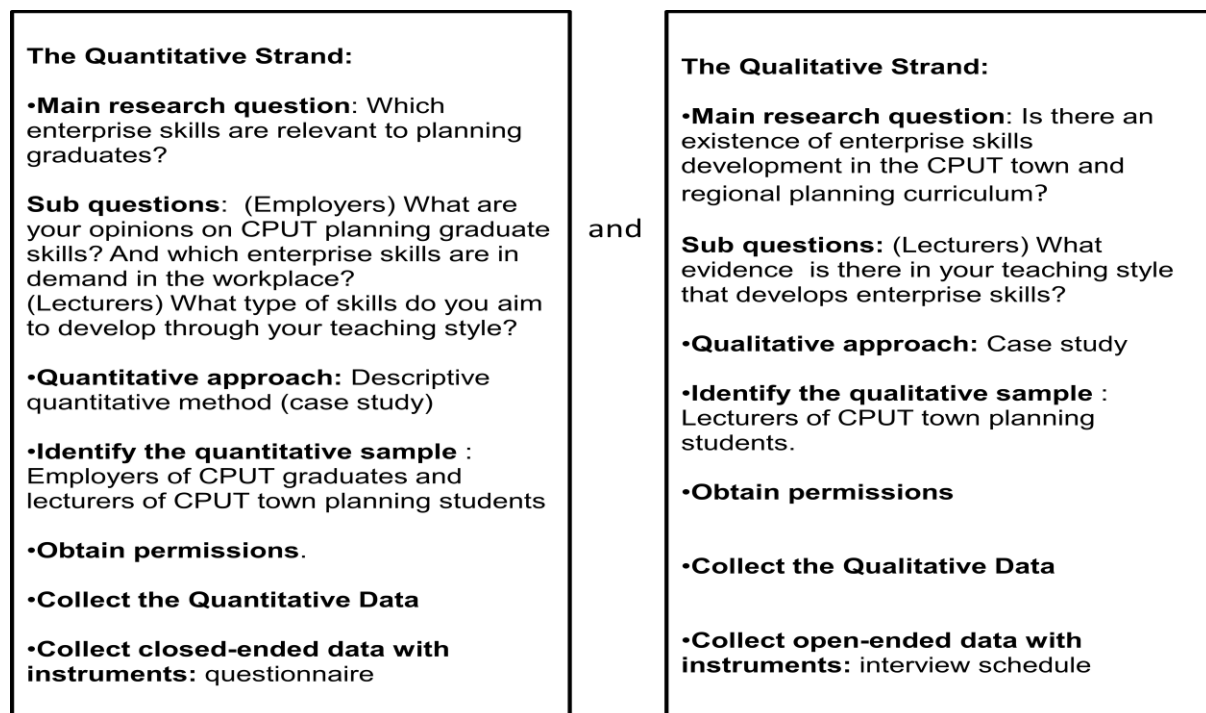 The Quantitative Strand:
•Main research question: Which
enterprise skills are relevant to planning
graduates?
Sub questions:  (Employers) What are
your opinions on CPUT planning graduate
skills? And which enterprise skills are in
demand in the workplace?
(Lecturers) What type of skills do you aim
to develop through your teaching style?
•Quantitative approach: Descriptive
quantitative method (case study)
•Identify the quantitative sample :
Employers of CPUT graduates and
lecturers of CPUT town planning students
•Obtain permissions.
•Collect the Quantitative Data
•Collect closed-ended data with
instruments: questionnaire
and
The Qualitative Strand:
•Main research question: Is there an
existence of enterprise skills
development in the CPUT town and
regional planning curriculum?
Sub questions: (Lecturers) What
evidence  is there in your teaching style
that develops enterprise skills?
•Qualitative approach: Case study
•Identify the qualitative sample :
Lecturers of CPUT town planning
students.
•Obtain permissions
•Collect the Qualitative Data
•Collect open-ended data with
instruments: interview schedule